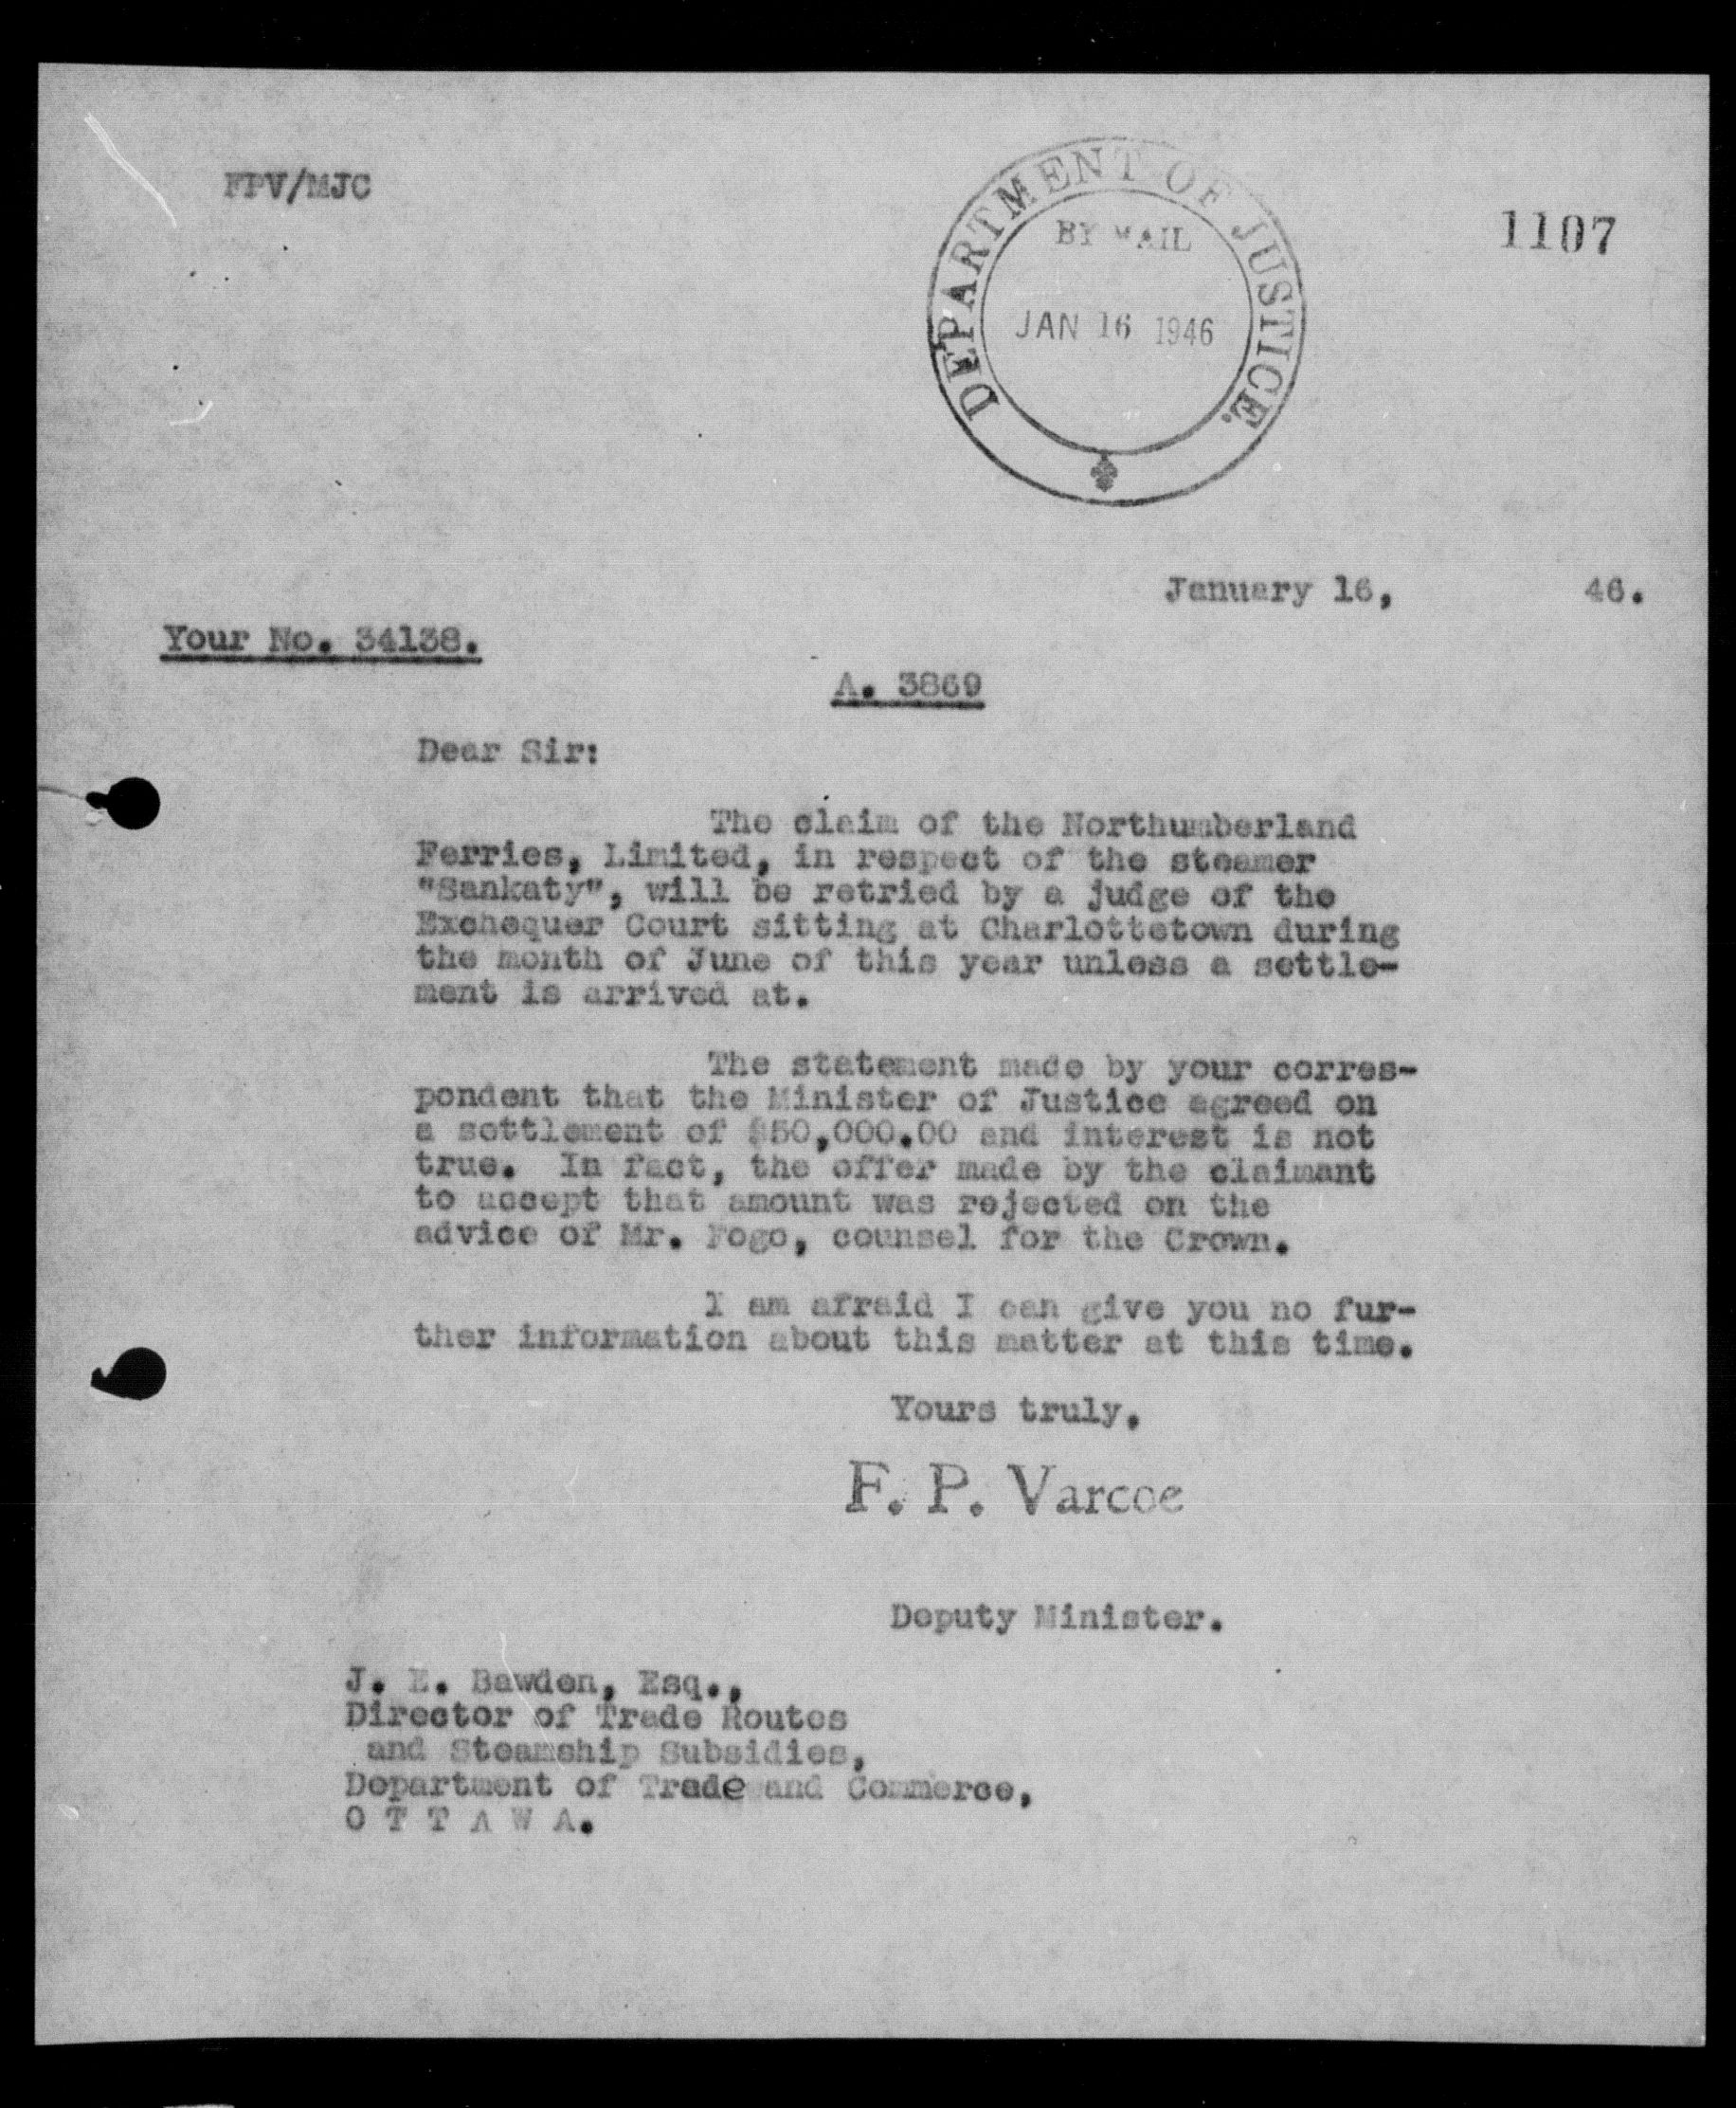 FPV/MJC
DEPARTMENT OF JUSTICE.
BY MAIL
JAN 16 1946
1107
January 16, 46.
Your No. 34138.
A. 3869
Dear Sir:
The claim of the Northumberland
Ferries, Limited, in respect of the steamer
"Sankaty", will be retried by a judge of the
Exchequer Court sitting at Charlottetown during
the month of June of this year unless a settle-
ment is arrived at.
The statement made by your corres-
pondent that the Minister of Justice agreed on
a settlement of $50,000.00 and interest is not
true. In fact, the offer made by the claimant
to accept that amount was rejected on the
advice of Mr. Fogo, counsel for the Crown.
I am afraid I can give you no fur-
ther information about this matter at this time.
Yours truly,
F. P. Varcoe
Deputy Minister.
J. E. Bawden, Esq.,
Director of Trade Routes
and Steamship Subsidies,
Department of Trade and Commerce,
O T T A W A.